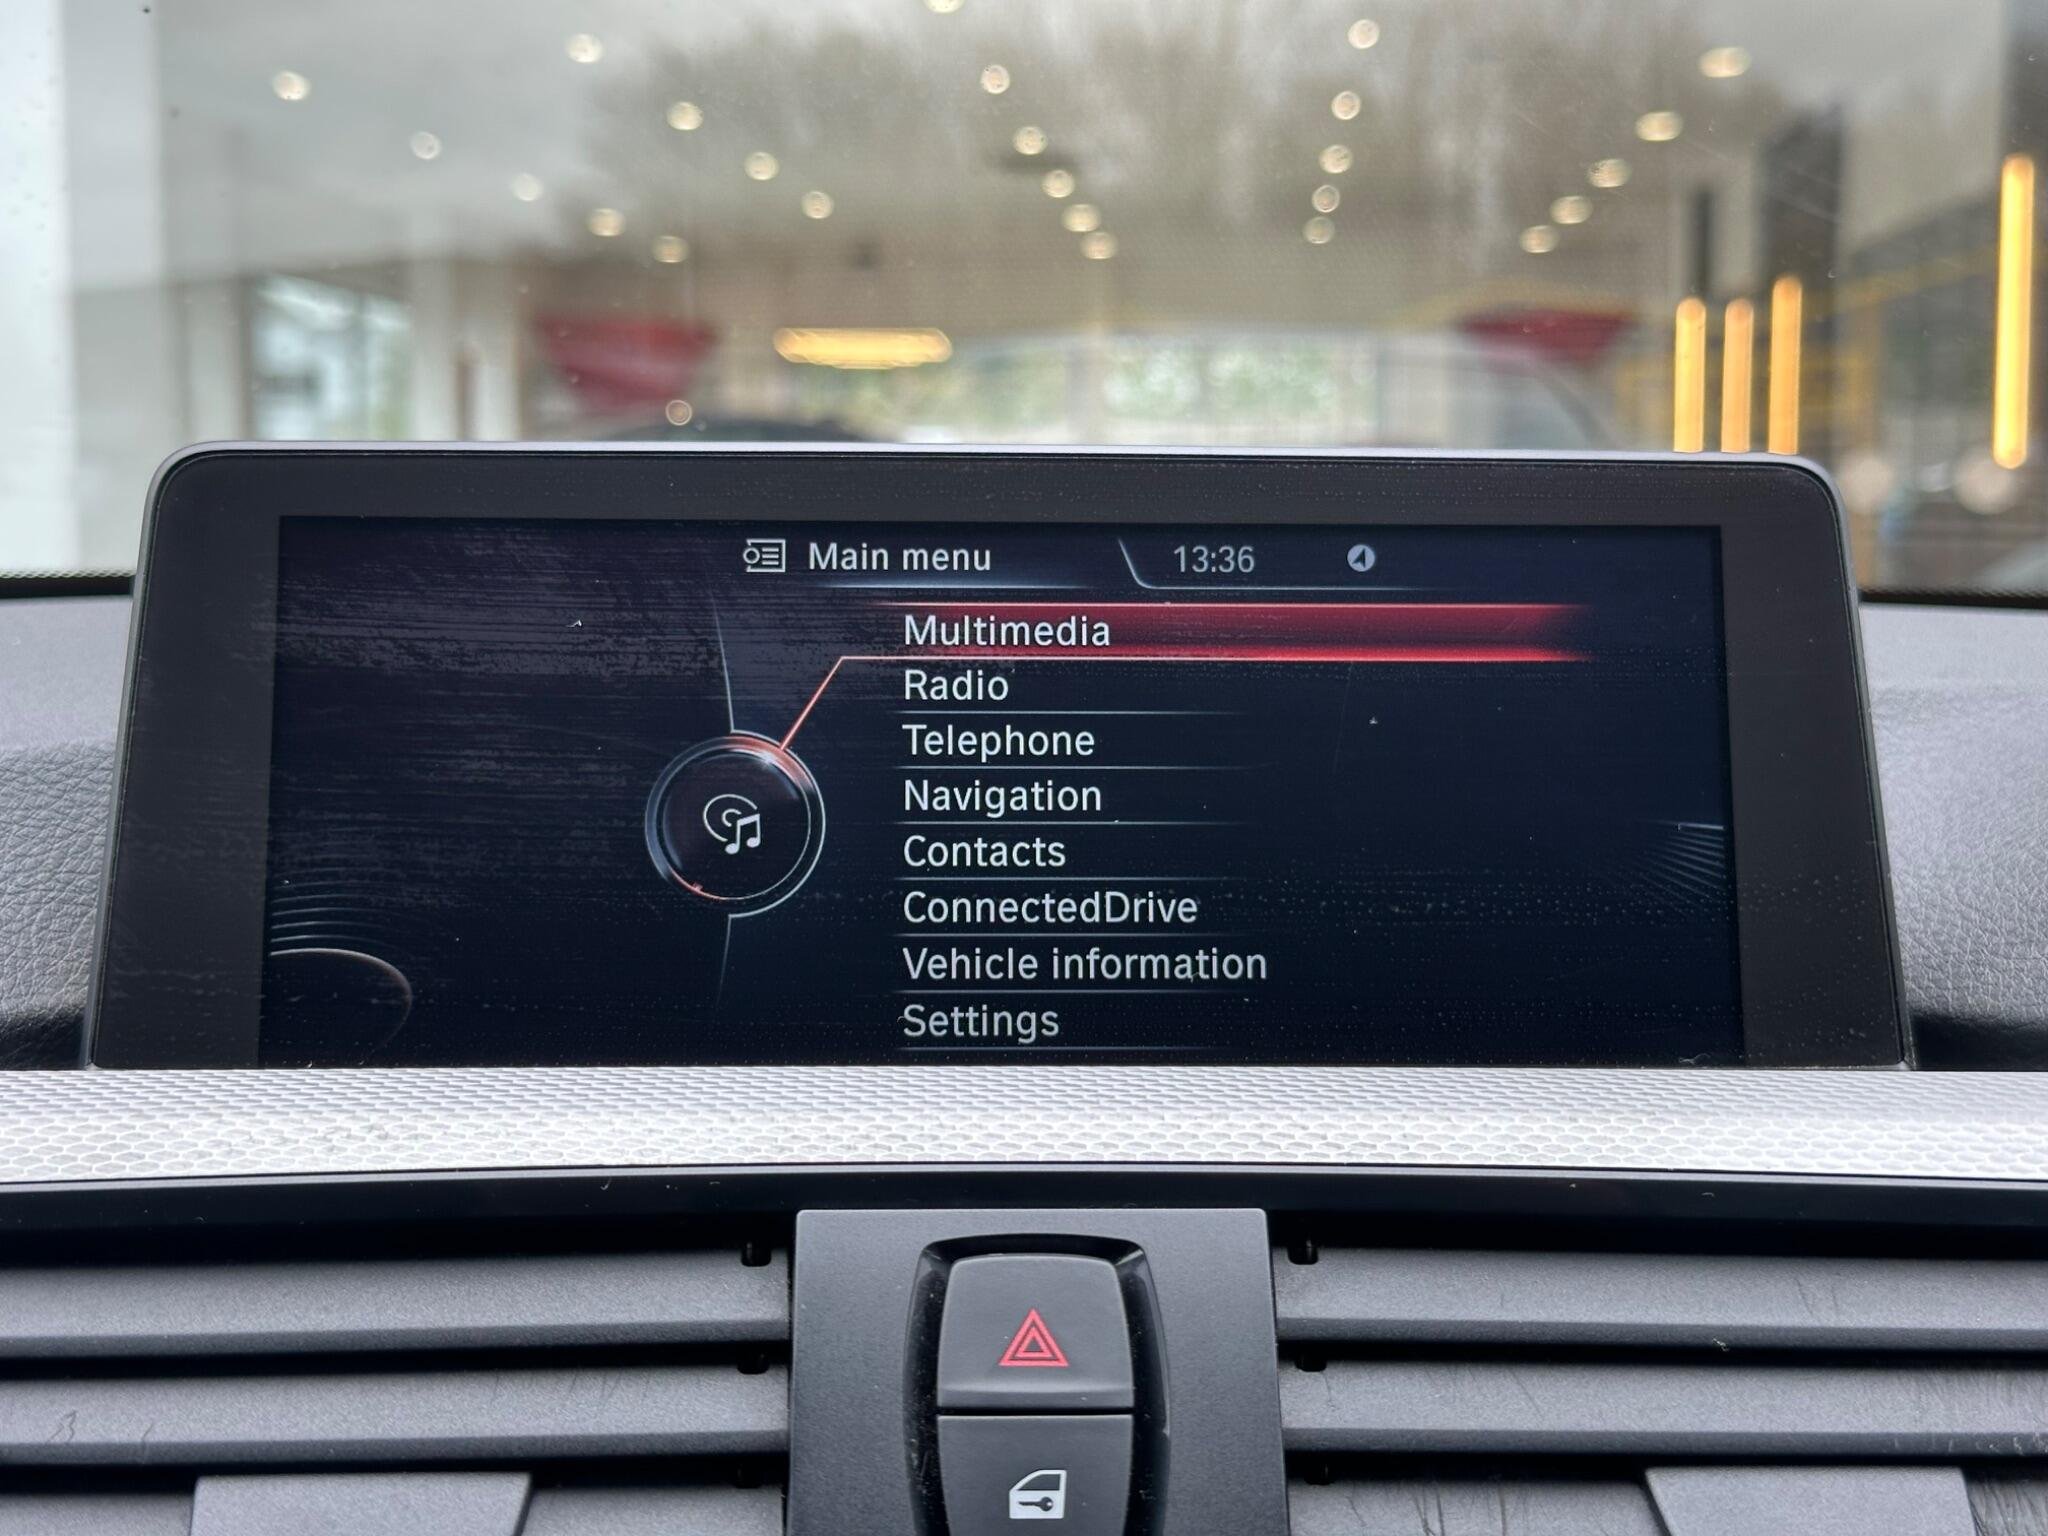 Main menu
13:36
Multimedia
Radio
Telephone
Navigation
Contacts
ConnectedDrive
Vehicle information
Settings